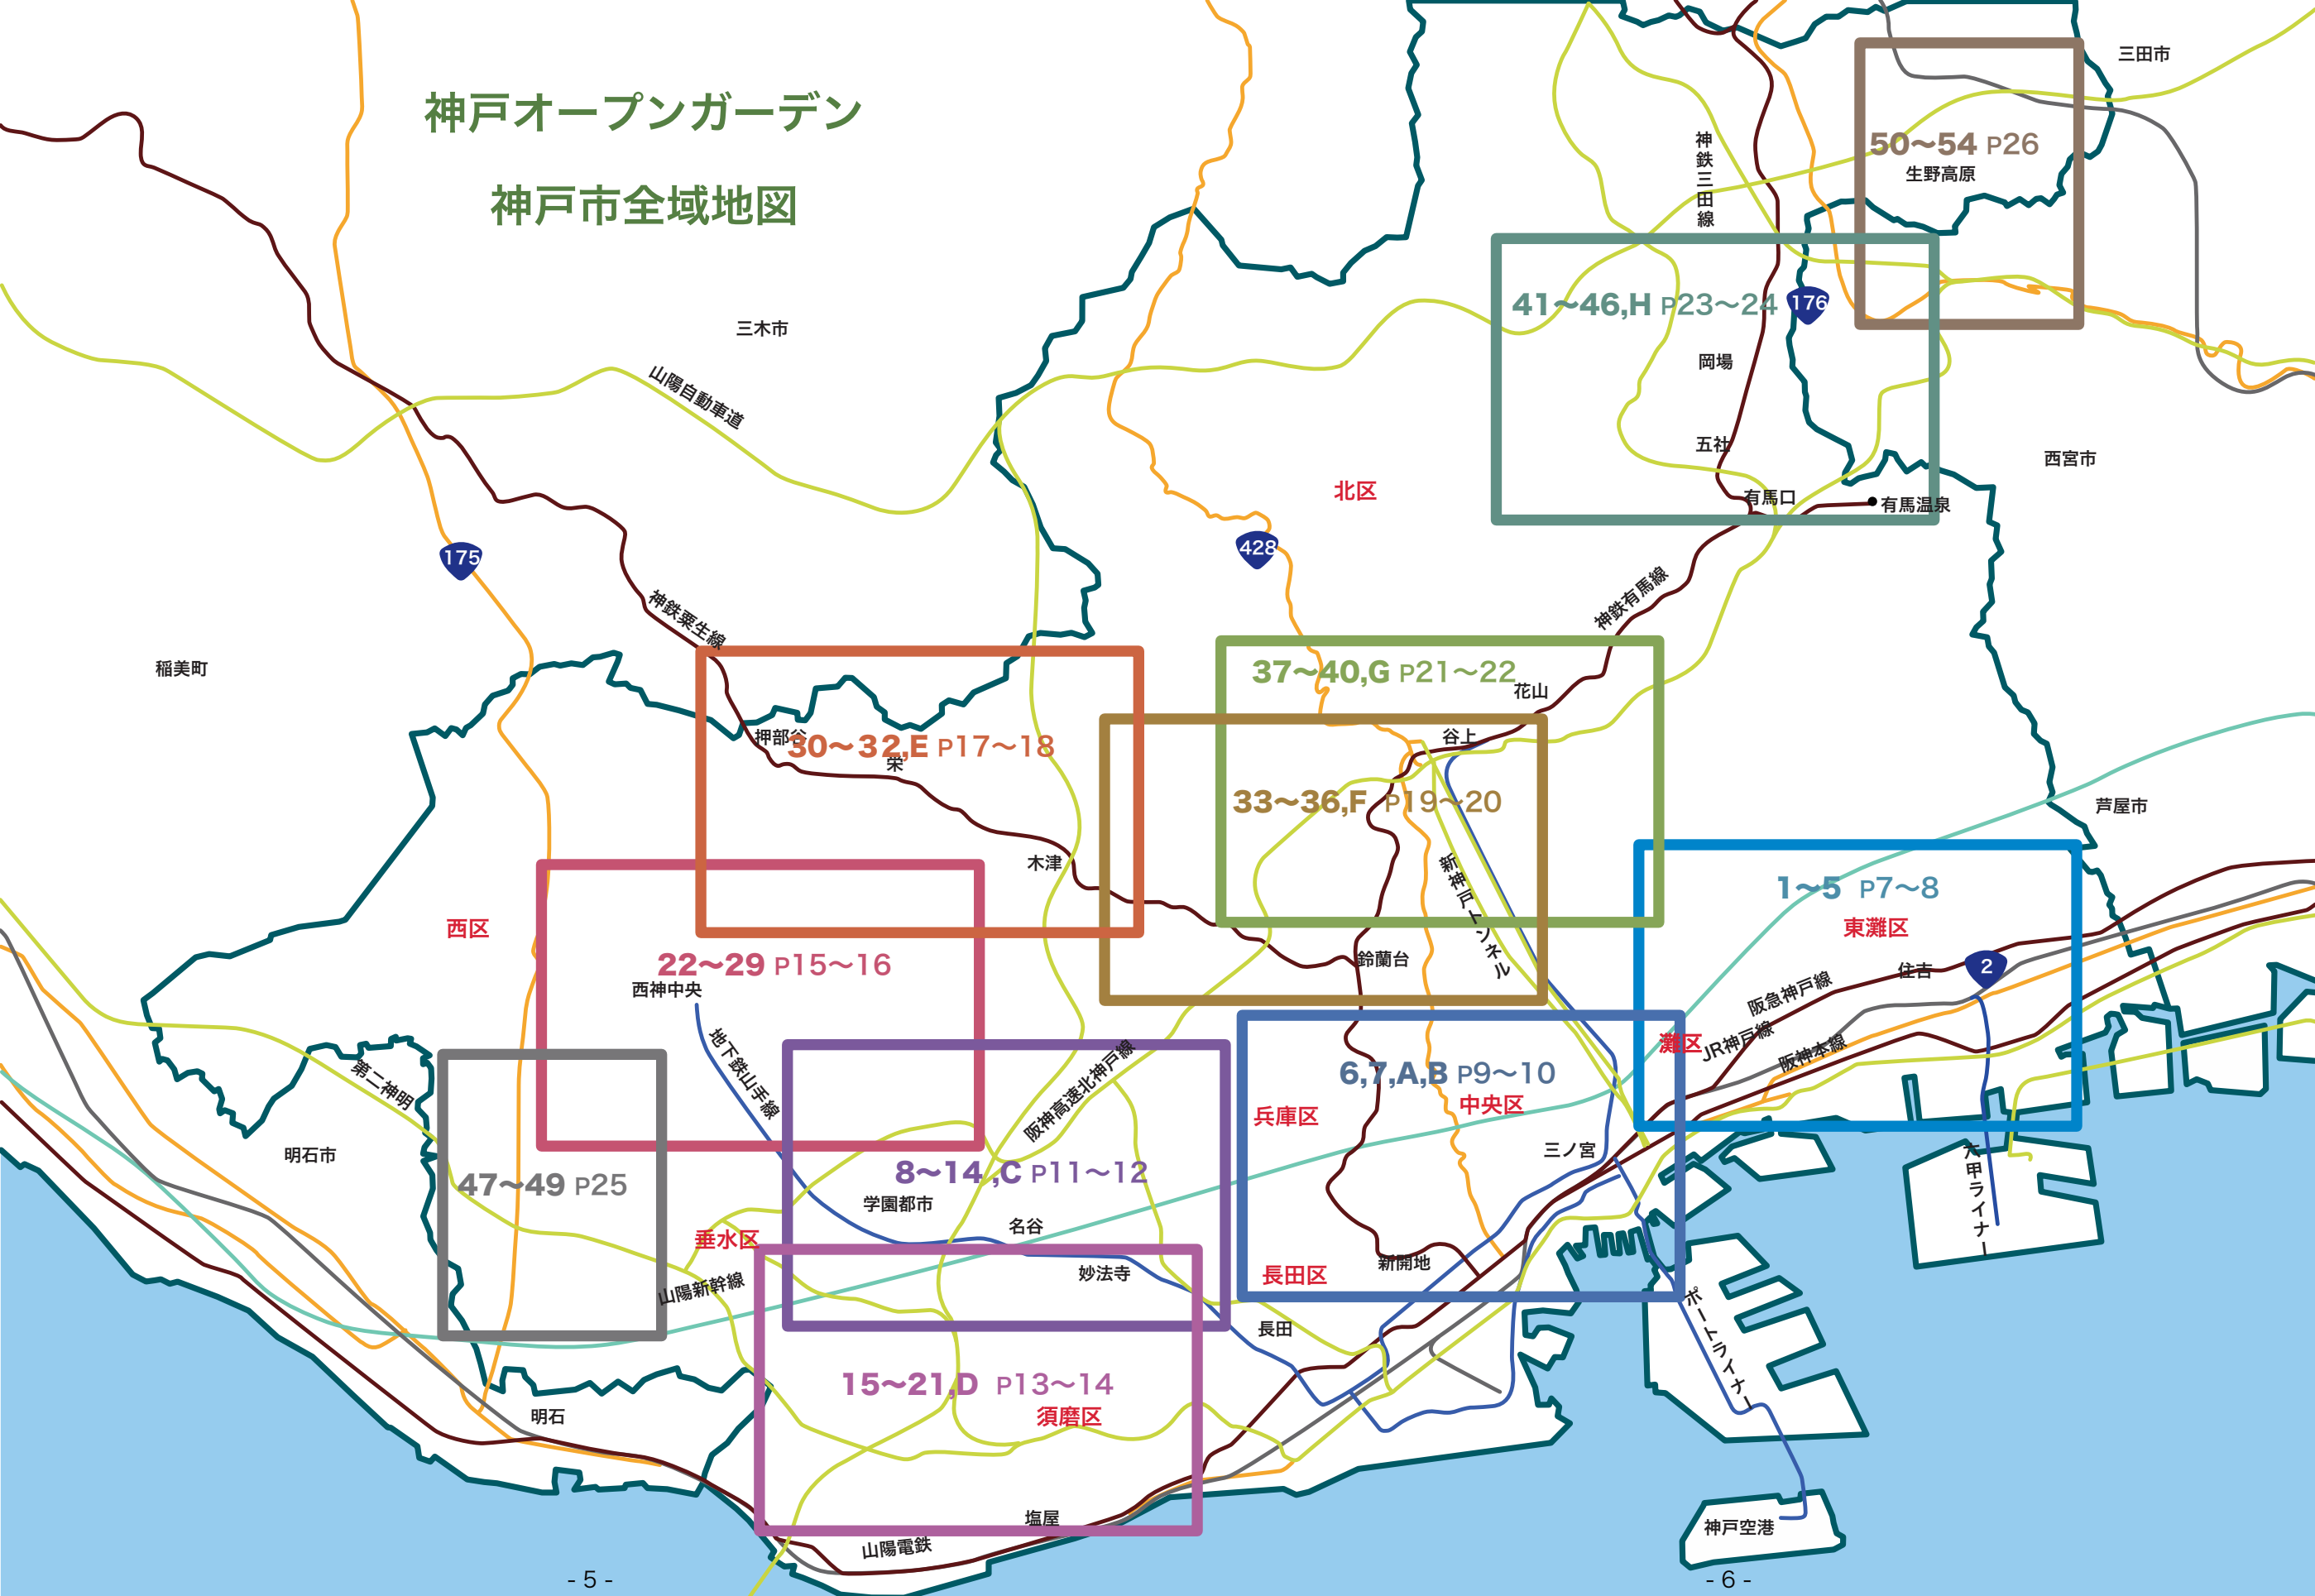 神戸オープンガーデン
神戸市全域地図
三田市
50～54 P26
生野高原
神鉄三田線
41～46,H P23～24
176
三木市
岡場
山陽自動車道
五社
西宮市
北区
有馬口
有馬温泉
175
428
神鉄粟生線
神鉄有馬線
稲美町
37～40,G P21～22
花山
押部谷
30～32,E P17～18
栄
谷上
33～36,F P19～20
芦屋市
木津
新神戸トンネル
1～5 P7～8
東灘区
西区
22～29 P15～16
西神中央
鈴蘭台
住吉
2
阪急神戸線
地下鉄山手線
灘区
JR神戸線
阪神本線
第二神明
阪神高速北神戸線
6,7,A,B P9～10
中央区
兵庫区
明石市
三ノ宮
六甲ライナー
47～49 P25
8～14 ,C P11～12
学園都市
名谷
垂水区
妙法寺
新開地
長田区
山陽新幹線
ポートライナー
長田
15～21,D P13～14
須磨区
明石
塩屋
神戸空港
山陽電鉄
- 5 -
- 6 -